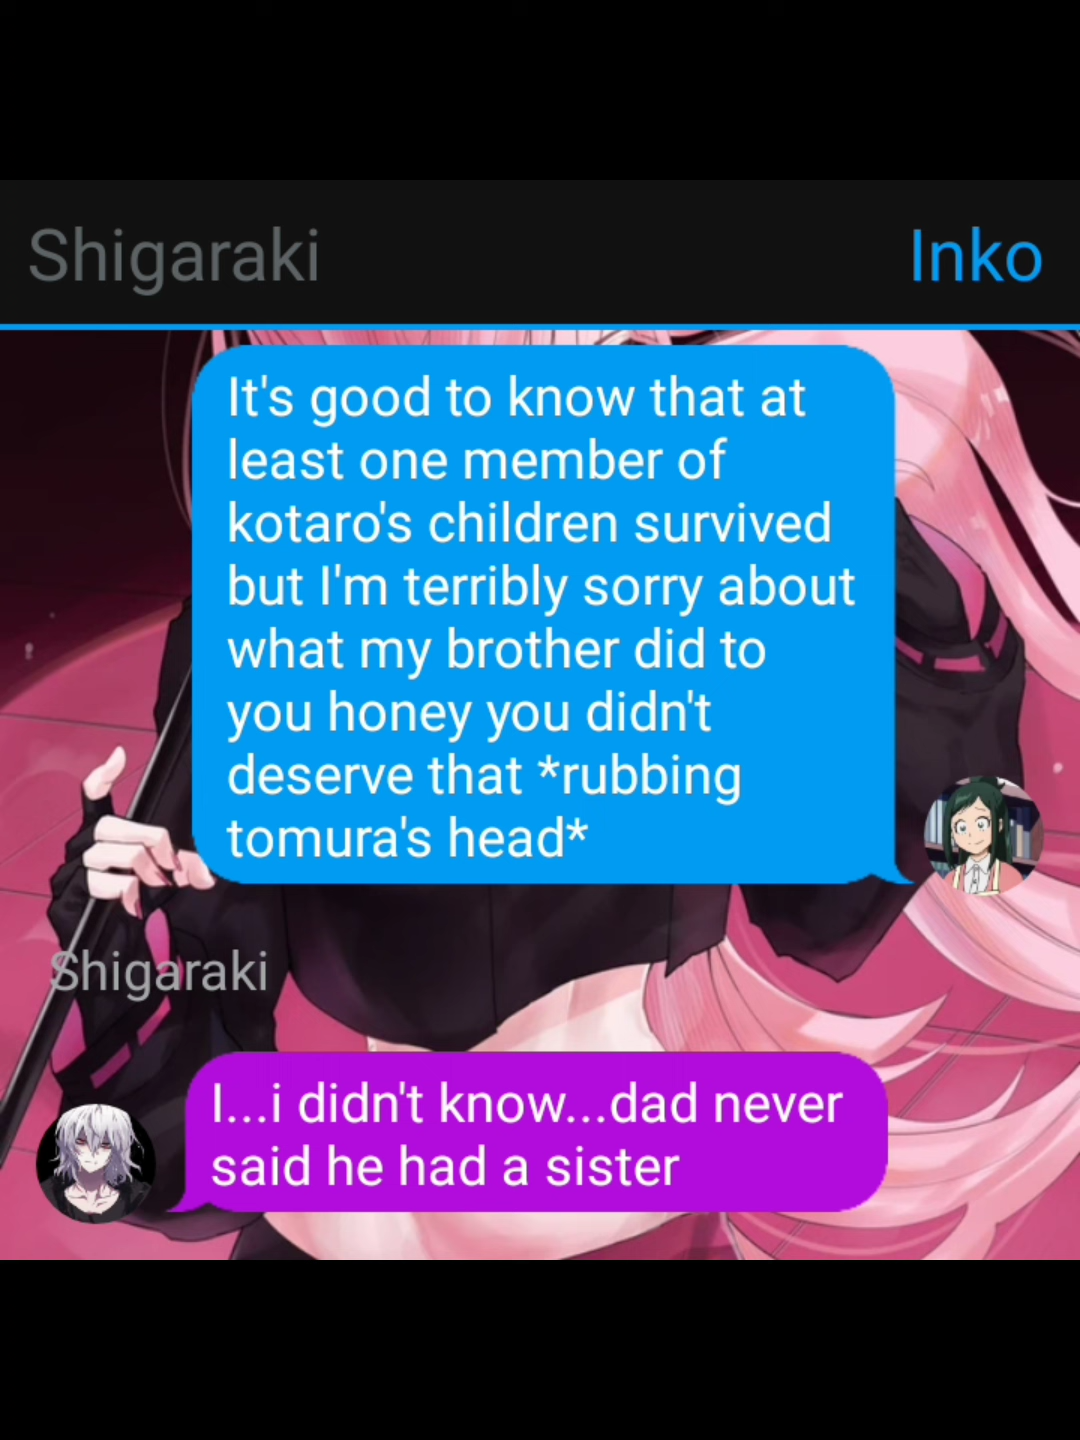 Shigaraki
Inko
It's good to know that at
least one member of
kotaro's children survived
but I'm terribly sorry about
what my brother did to
you honey you didn't
deserve that *rubbing
tomura's head*
Shigaraki
I...i didn't know...dad never
said he had a sister